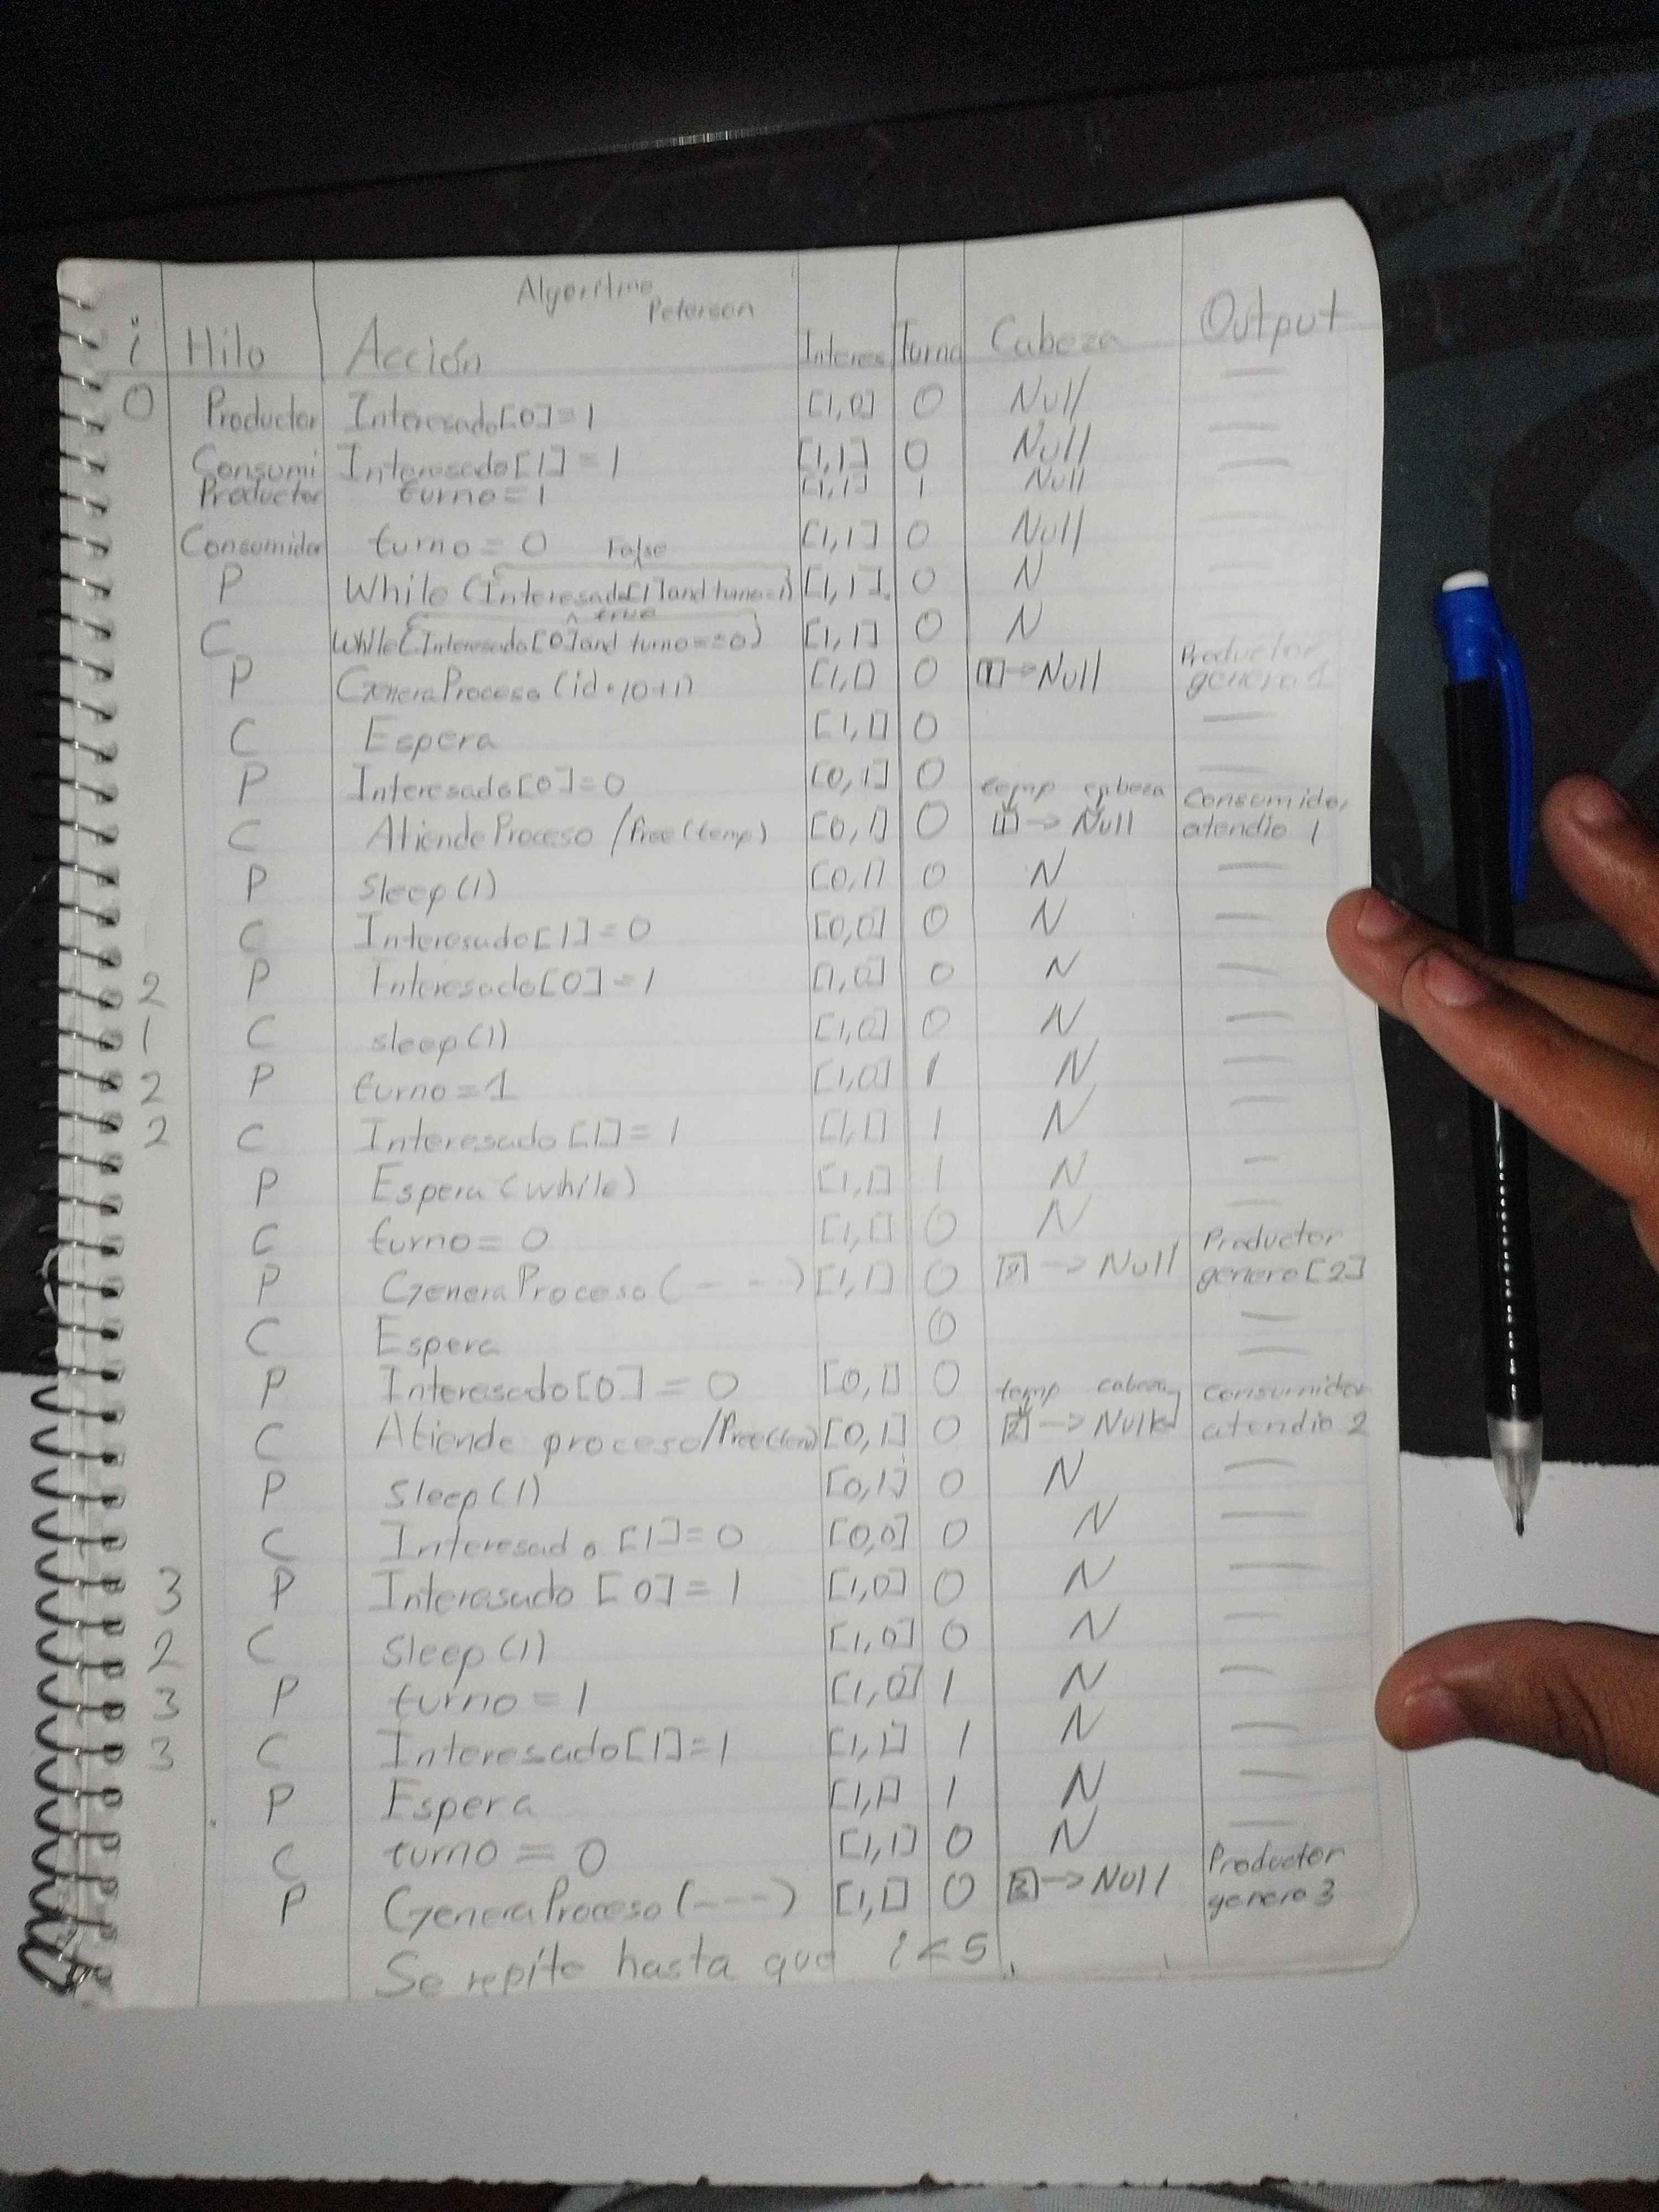 Algoritmo
Peterson
i Hilo Acción Interes Turno Cabeza Output
0 Productor Interesado[0]=1 [1,0] 0 Null —
Consumi Interesado[1]=1 [1,1] 0 Null —
Productor turno=1 [1,1] 1 Null —
Consumidor turno=0 [1,1] 0 Null —
False
P While (Interesado[1] and turno=1) [1,1] 0 N —
true
C While(Interesado[0] and turno==0) [1,1] 0 N —
P GeneraProceso(id*10+i) [1,1] 0 [1]→Null Productor genero 1
C Espera [1,1] 0 —
P Interesado[0]=0 [0,1] 0 —
temp cabeza
C Atiende Proceso/free(temp) [0,1] 0 [1]→Null Consumidor atendio 1
P sleep(1) [0,1] 0 N —
C Interesado[1]=0 [0,0] 0 N —
2 P Interesado[0]=1 [1,0] 0 N —
1 C sleep(1) [1,0] 0 N —
2 P turno=1 [1,0] 1 N —
2 C Interesado[1]=1 [1,1] 1 N —
P Espera(while) [1,1] 1 N —
C turno=0 [1,1] 0 N —
P GeneraProceso(----) [1,1] 0 [2]→Null Productor genero[2]
C Espera 0 —
P Interesado[0]=0 [0,1] 0 —
temp cabeza
C Atiende proceso/free(tem) [0,1] 0 [2]→Null Consumidor atendio 2
P Sleep(1) [0,1] 0 N —
C Interesado[1]=0 [0,0] 0 N —
3 P Interesado[0]=1 [1,0] 0 N —
2 C Sleep(1) [1,0] 0 N —
3 P turno=1 [1,0] 1 N —
3 C Interesado[1]=1 [1,1] 1 N —
P Espera [1,1] 1 N —
C turno=0 [1,1] 0 N —
P GeneraProceso(---) [1,1] 0 [3]→Null Productor genero 3
Se repite hasta que i<5.